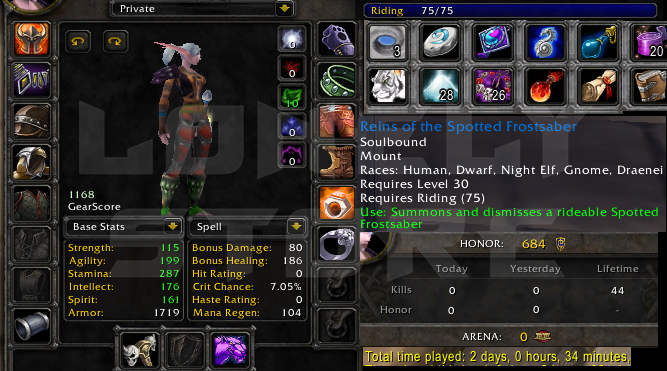 Private
Riding 75/75
0
0
10
0
0
3
20
28
26
Reins of the Spotted Frostsaber
Soulbound
Mount
Races: Human, Dwarf, Night Elf, Gnome, Draenei
Requires Level 30
Requires Riding (75)
Use: Summons and dismisses a rideable Spotted
Frostsaber
1168
GearScore
Base Stats
Strength: 115
Agility: 199
Stamina: 287
Intellect: 176
Spirit: 161
Armor: 1719
Spell
Bonus Damage: 80
Bonus Healing: 186
Hit Rating: 0
Crit Chance: 7.05%
Haste Rating: 0
Mana Regen: 104
HONOR: 684
Today Yesterday Lifetime
Kills 0 0 44
Honor 0 0 -
ARENA: 0
Total time played: 2 days, 0 hours, 34 minutes,